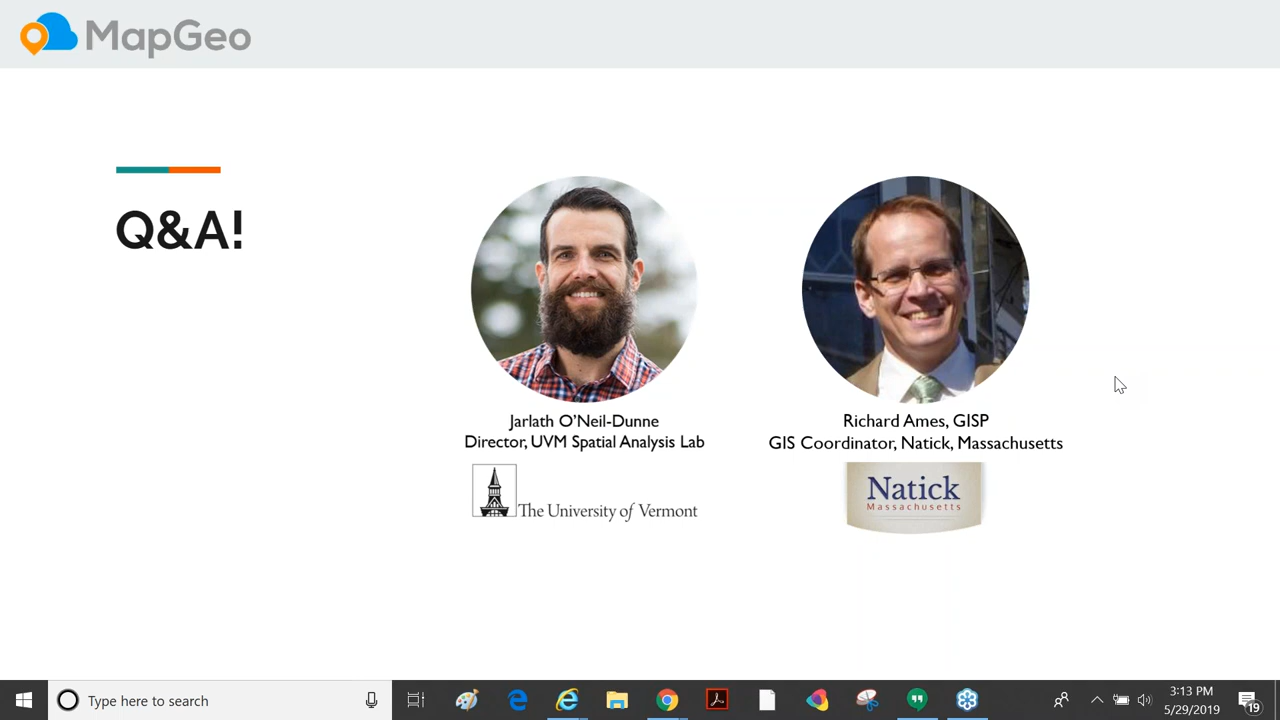 MapGeo
Q&A!
Jarlath O'Neil-Dunne
Director, UVM Spatial Analysis Lab
The University of Vermont
Richard Ames, GISP
GIS Coordinator, Natick, Massachusetts
Natick
Massachusetts
Type here to search
3:13 PM
5/29/2019
19